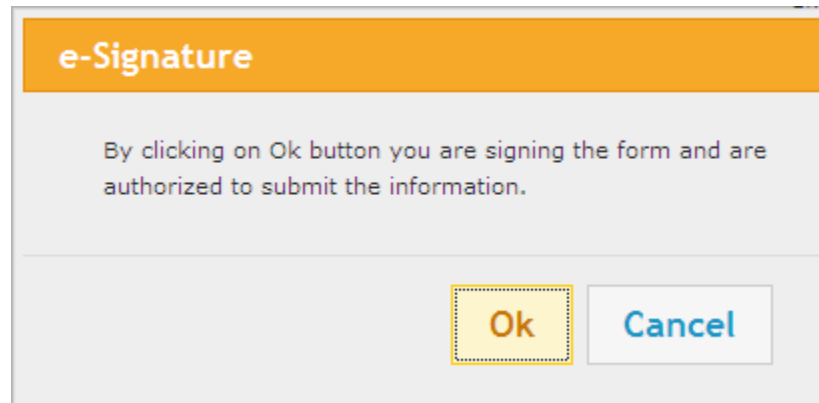 e-Signature
By clicking on Ok button you are signing the form and are
authorized to submit the information.
Ok Cancel